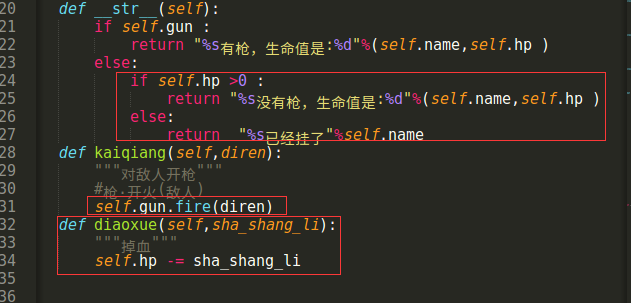 20 def __str__(self):
21 if self.gun :
22 return "%s有枪，生命值是:%d"%(self.name,self.hp )
23 else:
24 if self.hp >0 :
25 return "%s没有枪，生命值是:%d"%(self.name,self.hp )
26 else:
27 return "%s已经挂了"%self.name
28 def kaiqiang(self,diren):
29 """对敌人开枪"""
30 #枪.开火(敌人)
31 self.gun.fire(diren)
32 def diaoxue(self,sha_shang_li):
33 """掉血"""
34 self.hp -= sha_shang_li
35
36